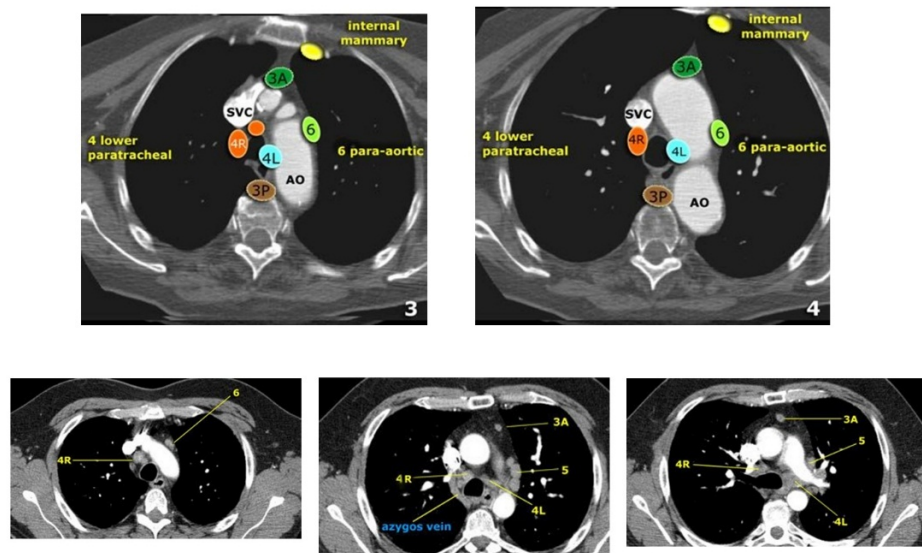 internal
mammary
3A
SVC
4 lower
paratracheal
4R
4L
6
6 para-aortic
AO
3P
3
internal
mammary
3A
SVC
4 lower
paratracheal
4R
4L
6
6 para-aortic
AO
3P
4
6
4R
3A
4R
5
azygos vein
4L
3A
5
4R
4L